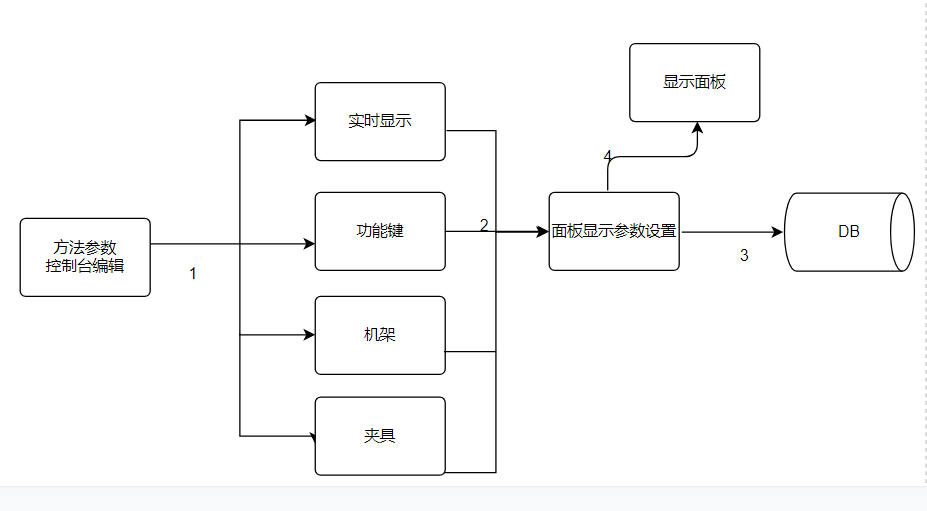 显示面板
实时显示
4
方法参数
控制台编辑
1
功能键
2
面板显示参数设置
3
DB
机架
夹具